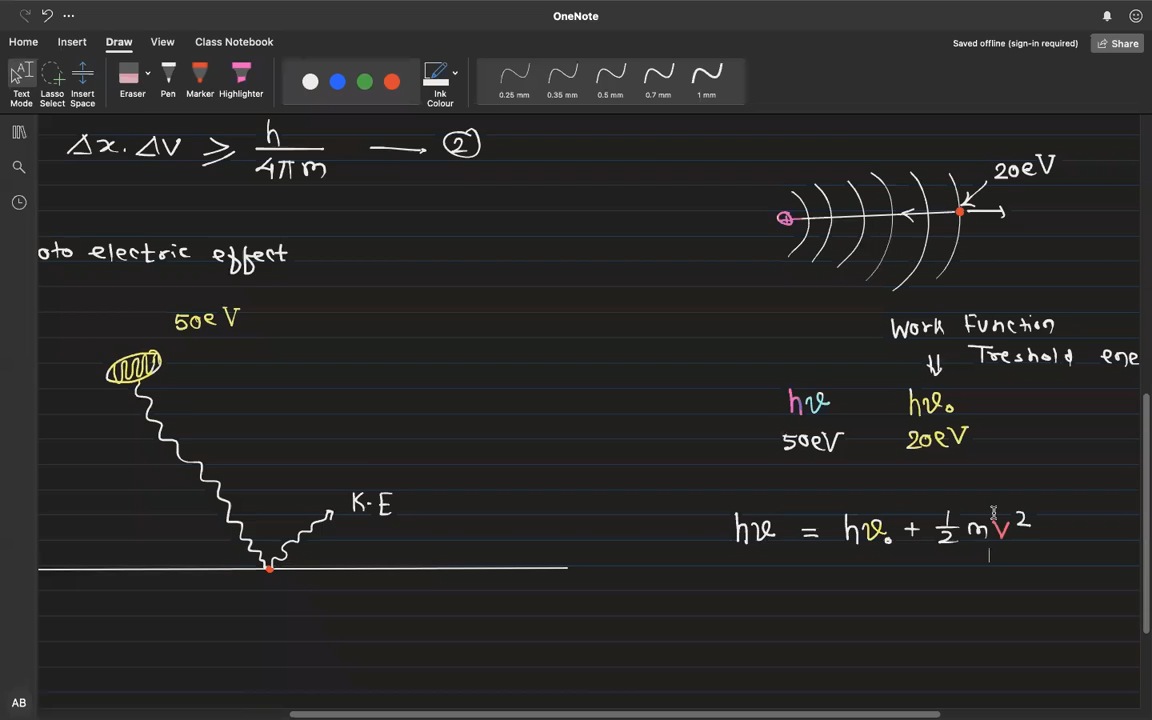 OneNote
Home Insert Draw View Class Notebook
Saved offline (sign-in required) Share
Text Mode
Lasso Select
Insert Space
Eraser
Pen
Marker
Highlighter
Ink Colour
0.25 mm 0.35 mm 0.5 mm 0.7 mm 1 mm
Δx. ΔV ⩾ h/4πm → ②
20eV
oto electric effect
50eV
Work Function
⇓ Treshold ene
hν hν₀
50eV 20eV
K-E
hν = hν₀ + 1/2 mV²
AB